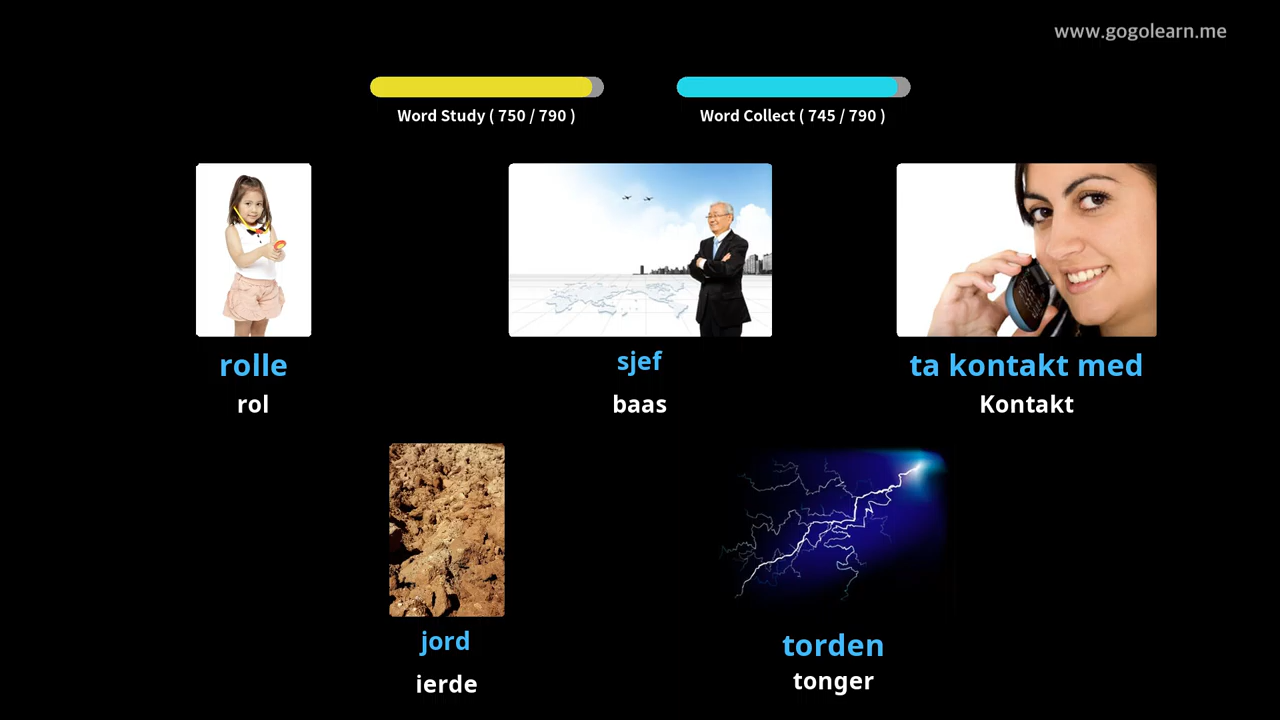 www.gogolearn.me
Word Study ( 750 / 790 )
Word Collect ( 745 / 790 )
rolle
rol
sjef
baas
ta kontakt med
Kontakt
jord
ierde
torden
tonger